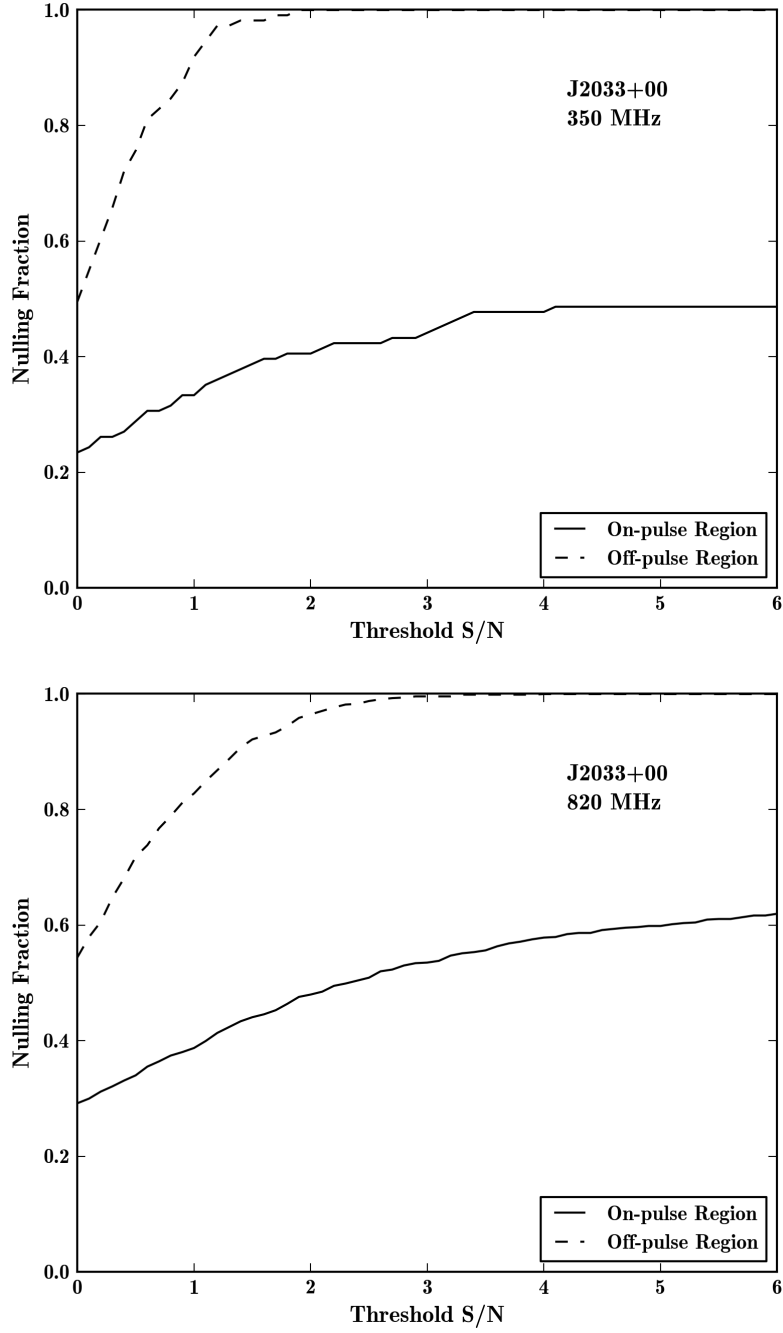 1.0
0.8
0.6
0.4
0.2
0.0
Nulling Fraction
J2033+00
350 MHz
On-pulse Region
Off-pulse Region
0 1 2 3 4 5 6
Threshold S/N
1.0
0.8
0.6
0.4
0.2
0.0
Nulling Fraction
J2033+00
820 MHz
On-pulse Region
Off-pulse Region
0 1 2 3 4 5 6
Threshold S/N